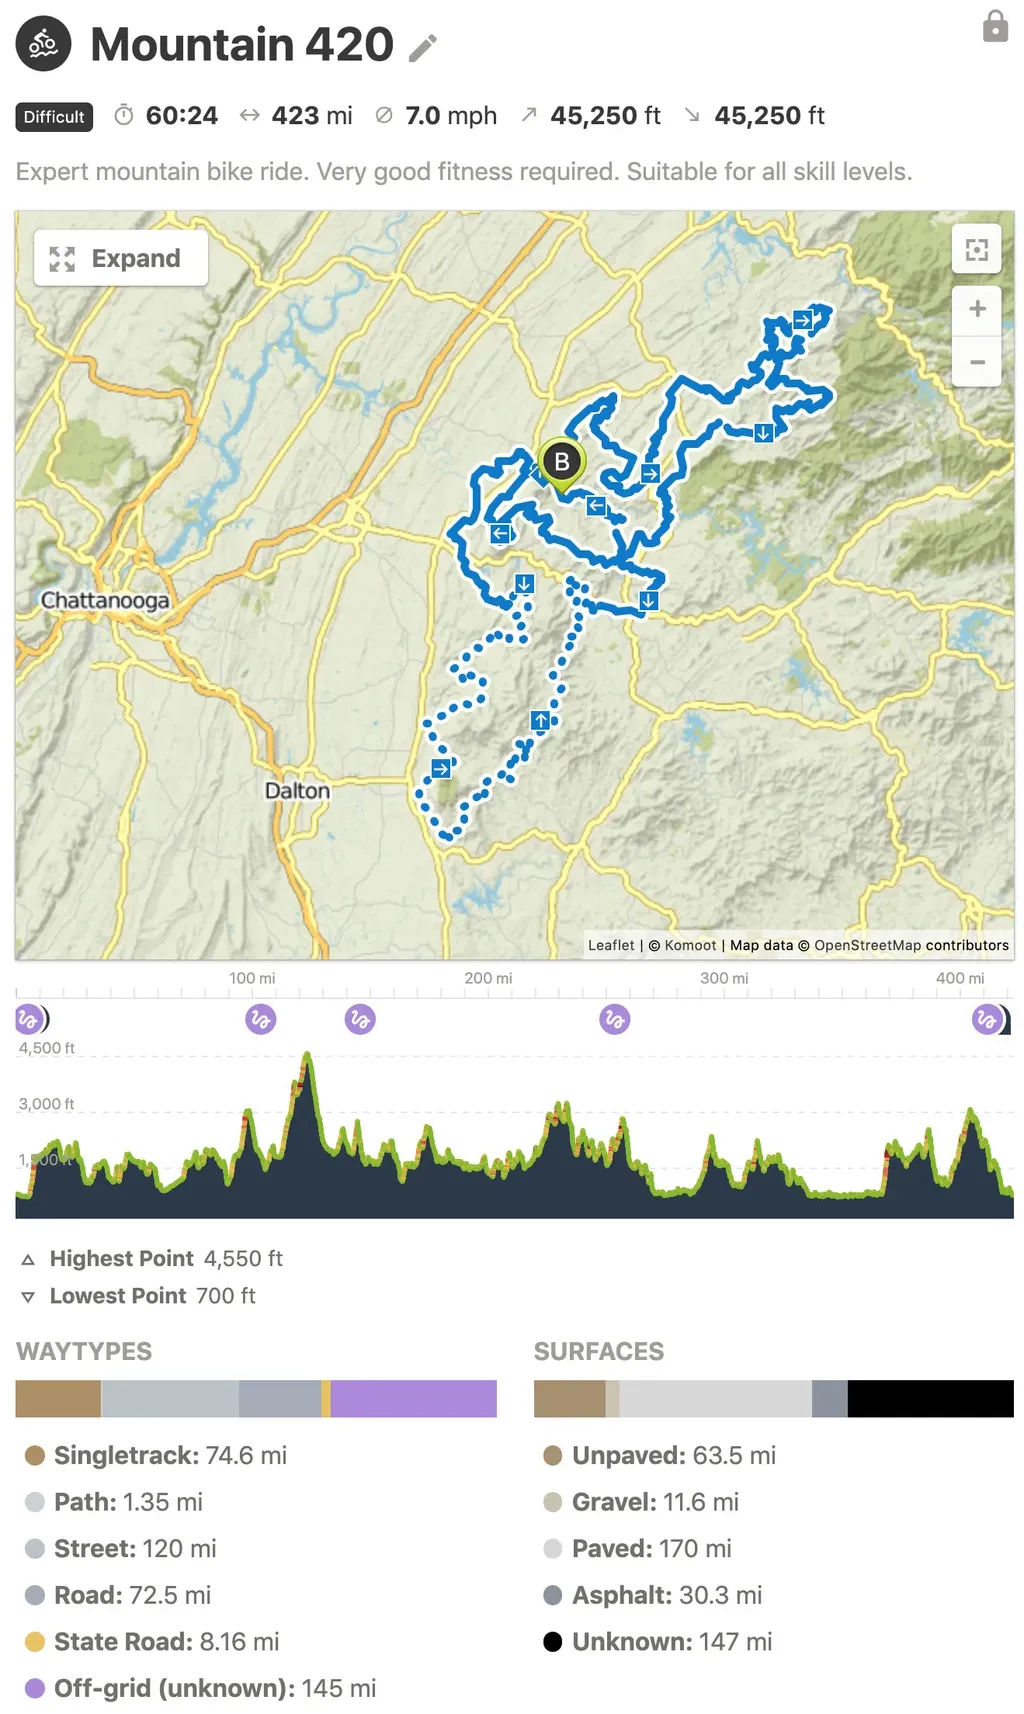 Mountain 420
Difficult 60:24 423 mi 7.0 mph 45,250 ft 45,250 ft
Expert mountain bike ride. Very good fitness required. Suitable for all skill levels.
Expand
+
−
B
Chattanooga
Dalton
Leaflet | © Komoot | Map data © OpenStreetMap contributors
100 mi 200 mi 300 mi 400 mi
4,500 ft
3,000 ft
1,500 ft
Highest Point 4,550 ft
Lowest Point 700 ft
WAYTYPES
Singletrack: 74.6 mi
Path: 1.35 mi
Street: 120 mi
Road: 72.5 mi
State Road: 8.16 mi
Off-grid (unknown): 145 mi
SURFACES
Unpaved: 63.5 mi
Gravel: 11.6 mi
Paved: 170 mi
Asphalt: 30.3 mi
Unknown: 147 mi